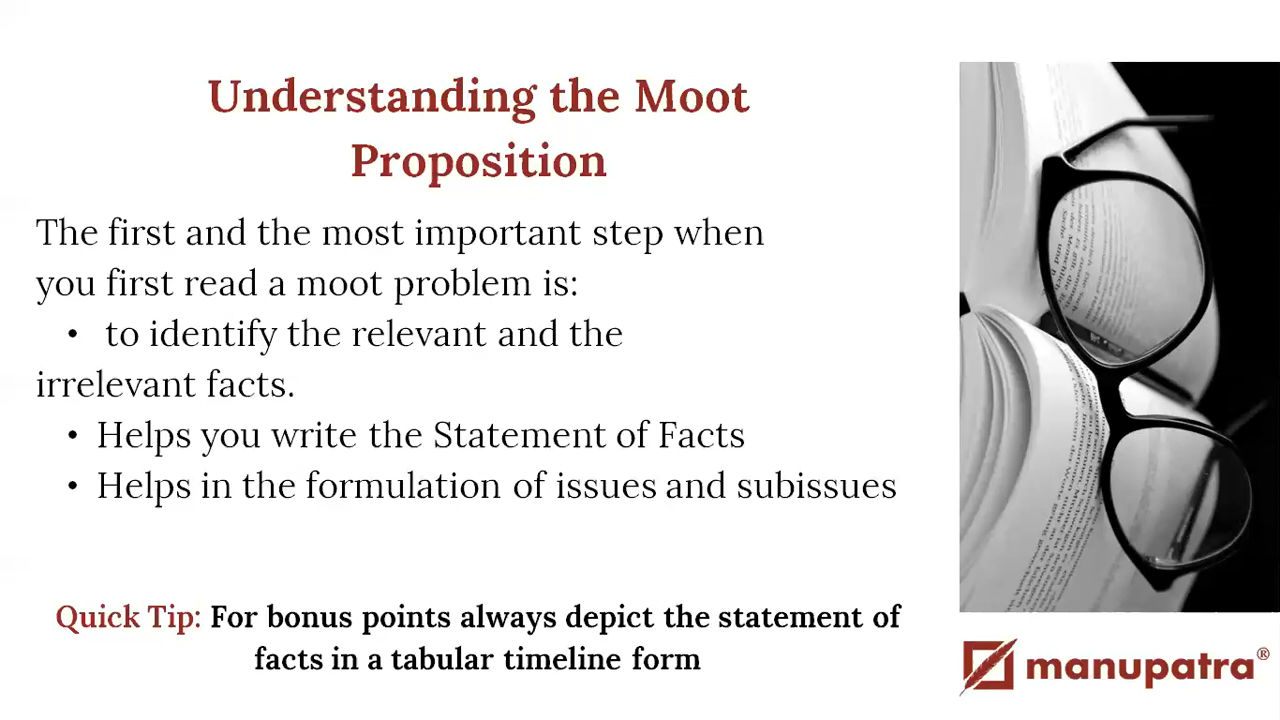 Understanding the Moot
Proposition
The first and the most important step when
you first read a moot problem is:
• to identify the relevant and the
irrelevant facts.
• Helps you write the Statement of Facts
• Helps in the formulation of issues and subissues
Quick Tip: For bonus points always depict the statement of
facts in a tabular timeline form
manupatra®